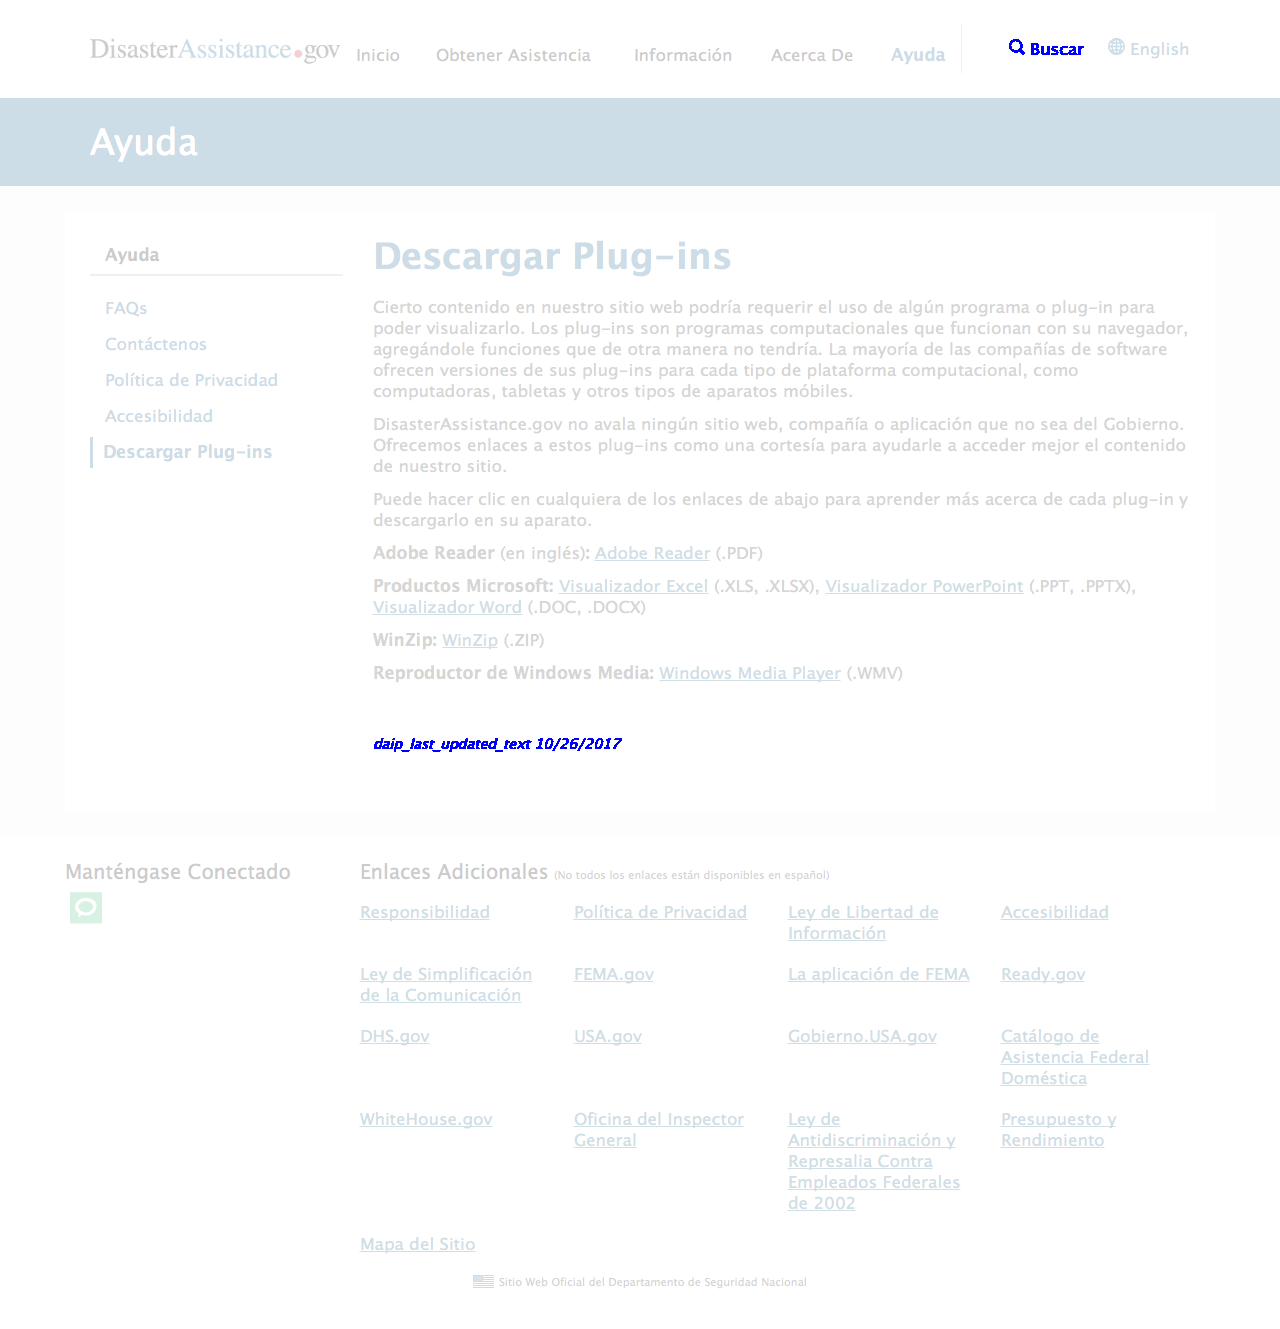 DisasterAssistance.gov
Inicio
Obtener Asistencia
Información
Acerca De
Ayuda
Buscar
English
Ayuda
Ayuda
FAQs
Contáctenos
Política de Privacidad
Accesibilidad
Descargar Plug-ins
Descargar Plug-ins
Cierto contenido en nuestro sitio web podría requerir el uso de algún programa o plug-in para
poder visualizarlo. Los plug-ins son programas computacionales que funcionan con su navegador,
agregándole funciones que de otra manera no tendría. La mayoría de las compañías de software
ofrecen versiones de sus plug-ins para cada tipo de plataforma computacional, como
computadoras, tabletas y otros tipos de aparatos móbiles.
DisasterAssistance.gov no avala ningún sitio web, compañía o aplicación que no sea del Gobierno.
Ofrecemos enlaces a estos plug-ins como una cortesía para ayudarle a acceder mejor el contenido
de nuestro sitio.
Puede hacer clic en cualquiera de los enlaces de abajo para aprender más acerca de cada plug-in y
descargarlo en su aparato.
Adobe Reader (en inglés): Adobe Reader (.PDF)
Productos Microsoft: Visualizador Excel (.XLS, .XLSX), Visualizador PowerPoint (.PPT, .PPTX),
Visualizador Word (.DOC, .DOCX)
WinZip: WinZip (.ZIP)
Reproductor de Windows Media: Windows Media Player (.WMV)
daip_last_updated_text 10/26/2017
Manténgase Conectado
Enlaces Adicionales (No todos los enlaces están disponibles en español)
Responsibilidad
Política de Privacidad
Ley de Libertad de
Información
Accesibilidad
Ley de Simplificación
de la Comunicación
FEMA.gov
La aplicación de FEMA
Ready.gov
DHS.gov
USA.gov
Gobierno.USA.gov
Catálogo de
Asistencia Federal
Doméstica
WhiteHouse.gov
Oficina del Inspector
General
Ley de
Antidiscriminación y
Represalia Contra
Empleados Federales
de 2002
Presupuesto y
Rendimiento
Mapa del Sitio
Sitio Web Oficial del Departamento de Seguridad Nacional